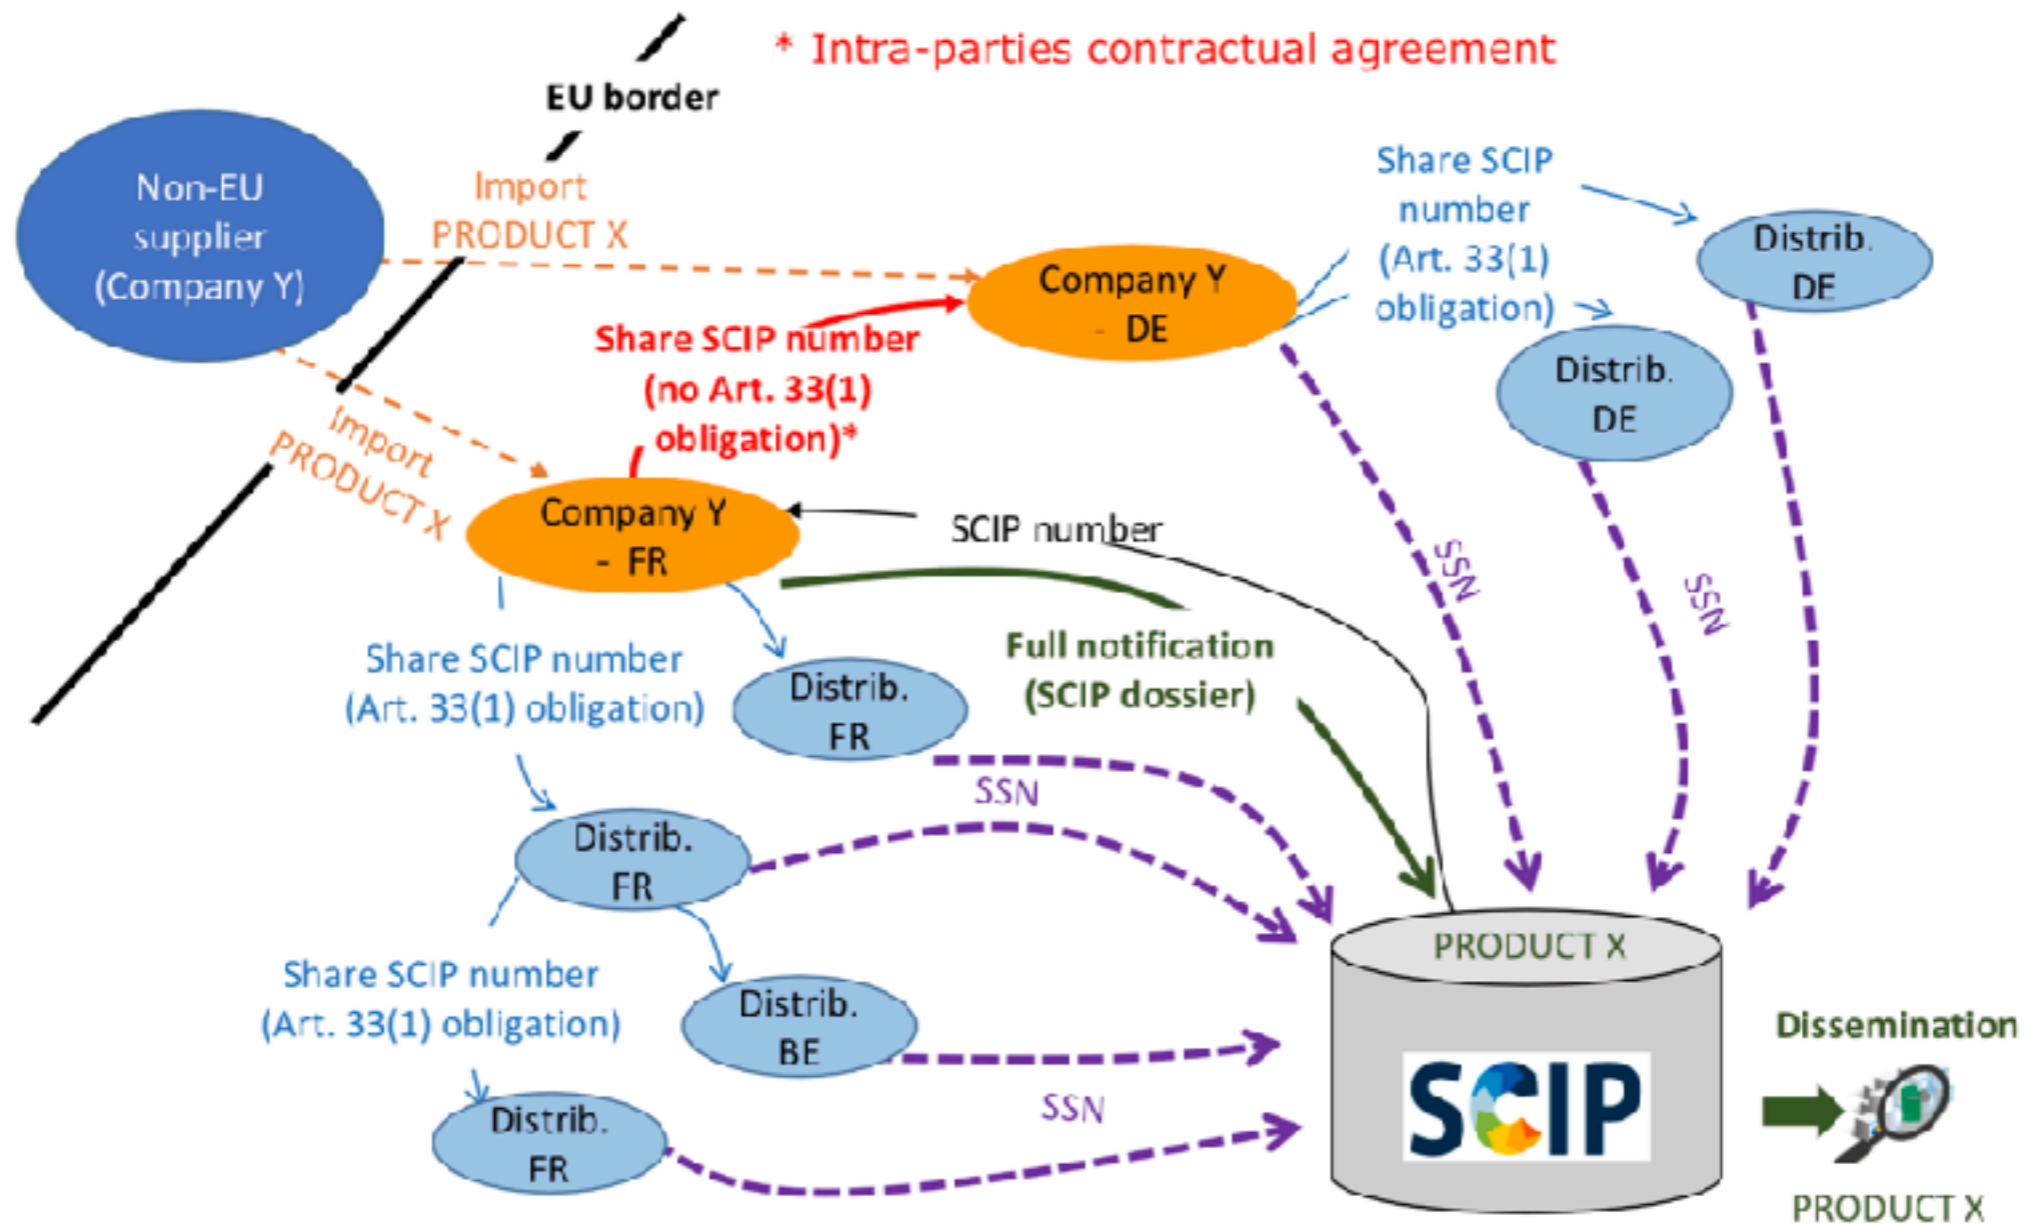 * Intra-parties contractual agreement
EU border
Non-EU
supplier
(Company Y)
Import
PRODUCT X
Import
PRODUCT X
Share SCIP number
(no Art. 33(1)
obligation)*
Company Y
- DE
Share SCIP
number
(Art. 33(1)
obligation)
Distrib.
DE
Distrib.
DE
Company Y
- FR
SCIP number
SSN
SSN
Full notification
(SCIP dossier)
Share SCIP number
(Art. 33(1) obligation)
Distrib.
FR
SSN
Distrib.
FR
Share SCIP number
(Art. 33(1) obligation)
Distrib.
BE
SSN
Distrib.
FR
PRODUCT X
SCIP
Dissemination
PRODUCT X